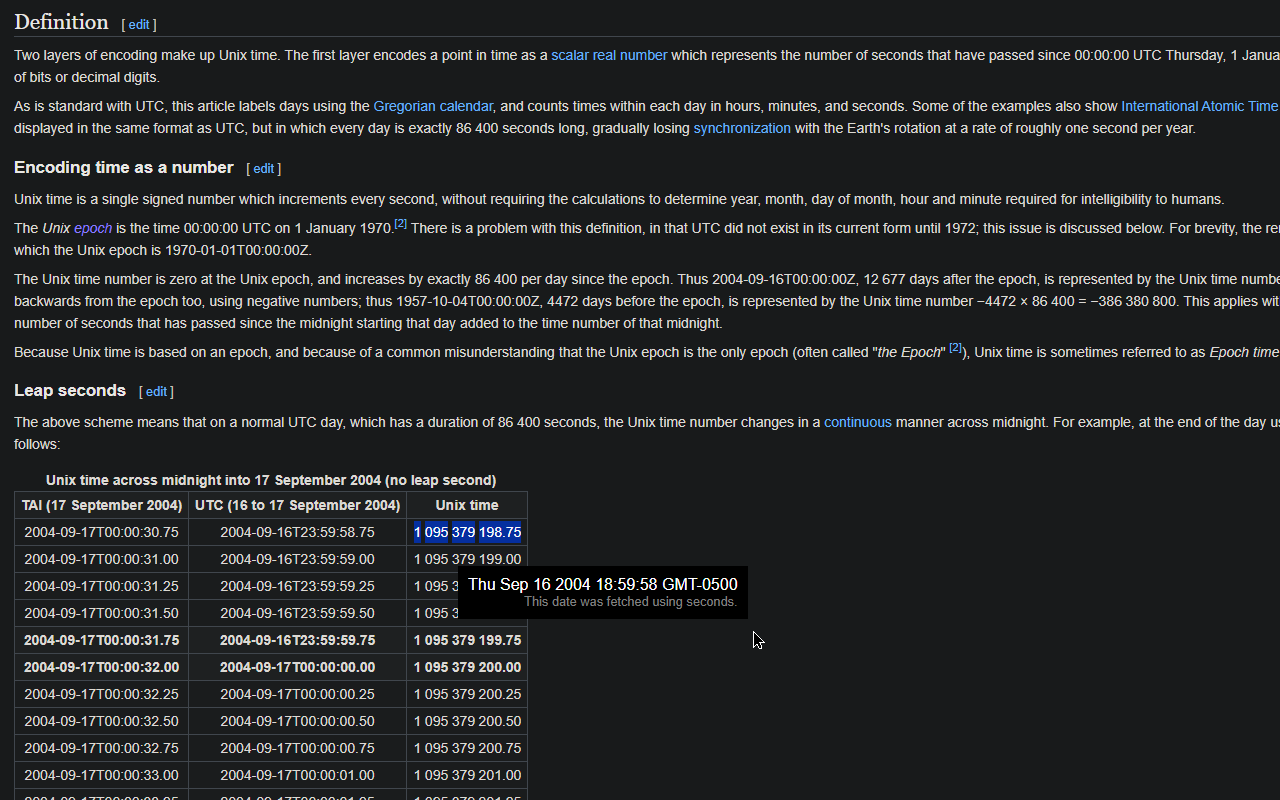 Definition [ edit ]
Two layers of encoding make up Unix time. The first layer encodes a point in time as a scalar real number which represents the number of seconds that have passed since 00:00:00 UTC Thursday, 1 Janua
of bits or decimal digits.
As is standard with UTC, this article labels days using the Gregorian calendar, and counts times within each day in hours, minutes, and seconds. Some of the examples also show International Atomic Time
displayed in the same format as UTC, but in which every day is exactly 86 400 seconds long, gradually losing synchronization with the Earth's rotation at a rate of roughly one second per year.
Encoding time as a number [ edit ]
Unix time is a single signed number which increments every second, without requiring the calculations to determine year, month, day of month, hour and minute required for intelligibility to humans.
The Unix epoch is the time 00:00:00 UTC on 1 January 1970.[2] There is a problem with this definition, in that UTC did not exist in its current form until 1972; this issue is discussed below. For brevity, the re
which the Unix epoch is 1970-01-01T00:00:00Z.
The Unix time number is zero at the Unix epoch, and increases by exactly 86 400 per day since the epoch. Thus 2004-09-16T00:00:00Z, 12 677 days after the epoch, is represented by the Unix time numbe
backwards from the epoch too, using negative numbers; thus 1957-10-04T00:00:00Z, 4472 days before the epoch, is represented by the Unix time number −4472 × 86 400 = −386 380 800. This applies wit
number of seconds that has passed since the midnight starting that day added to the time number of that midnight.
Because Unix time is based on an epoch, and because of a common misunderstanding that the Unix epoch is the only epoch (often called "the Epoch" [2]), Unix time is sometimes referred to as Epoch time
Leap seconds [ edit ]
The above scheme means that on a normal UTC day, which has a duration of 86 400 seconds, the Unix time number changes in a continuous manner across midnight. For example, at the end of the day us
follows:
Unix time across midnight into 17 September 2004 (no leap second)
TAI (17 September 2004) UTC (16 to 17 September 2004) Unix time
2004-09-17T00:00:30.75 2004-09-16T23:59:58.75 1 095 379 198.75
2004-09-17T00:00:31.00 2004-09-16T23:59:59.00 1 095 379 199.00
2004-09-17T00:00:31.25 2004-09-16T23:59:59.25 1 095 3
Thu Sep 16 2004 18:59:58 GMT-0500
This date was fetched using seconds.
2004-09-17T00:00:31.50 2004-09-16T23:59:59.50 1 095 3
2004-09-17T00:00:31.75 2004-09-16T23:59:59.75 1 095 379 199.75
2004-09-17T00:00:32.00 2004-09-17T00:00:00.00 1 095 379 200.00
2004-09-17T00:00:32.25 2004-09-17T00:00:00.25 1 095 379 200.25
2004-09-17T00:00:32.50 2004-09-17T00:00:00.50 1 095 379 200.50
2004-09-17T00:00:32.75 2004-09-17T00:00:00.75 1 095 379 200.75
2004-09-17T00:00:33.00 2004-09-17T00:00:01.00 1 095 379 201.00